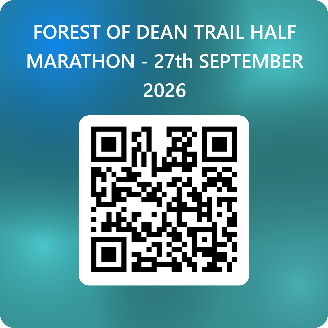 FOREST OF DEAN TRAIL HALF
MARATHON - 27th SEPTEMBER
2026